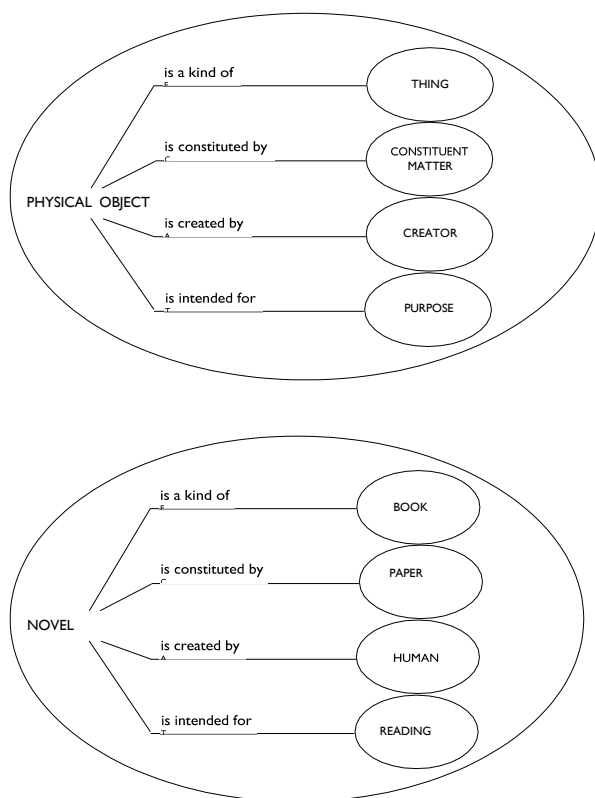 is a kind of
THING
is constituted by
CONSTITUENT
MATTER
PHYSICAL OBJECT
is created by
CREATOR
is intended for
PURPOSE
is a kind of
BOOK
is constituted by
PAPER
NOVEL
is created by
HUMAN
is intended for
READING